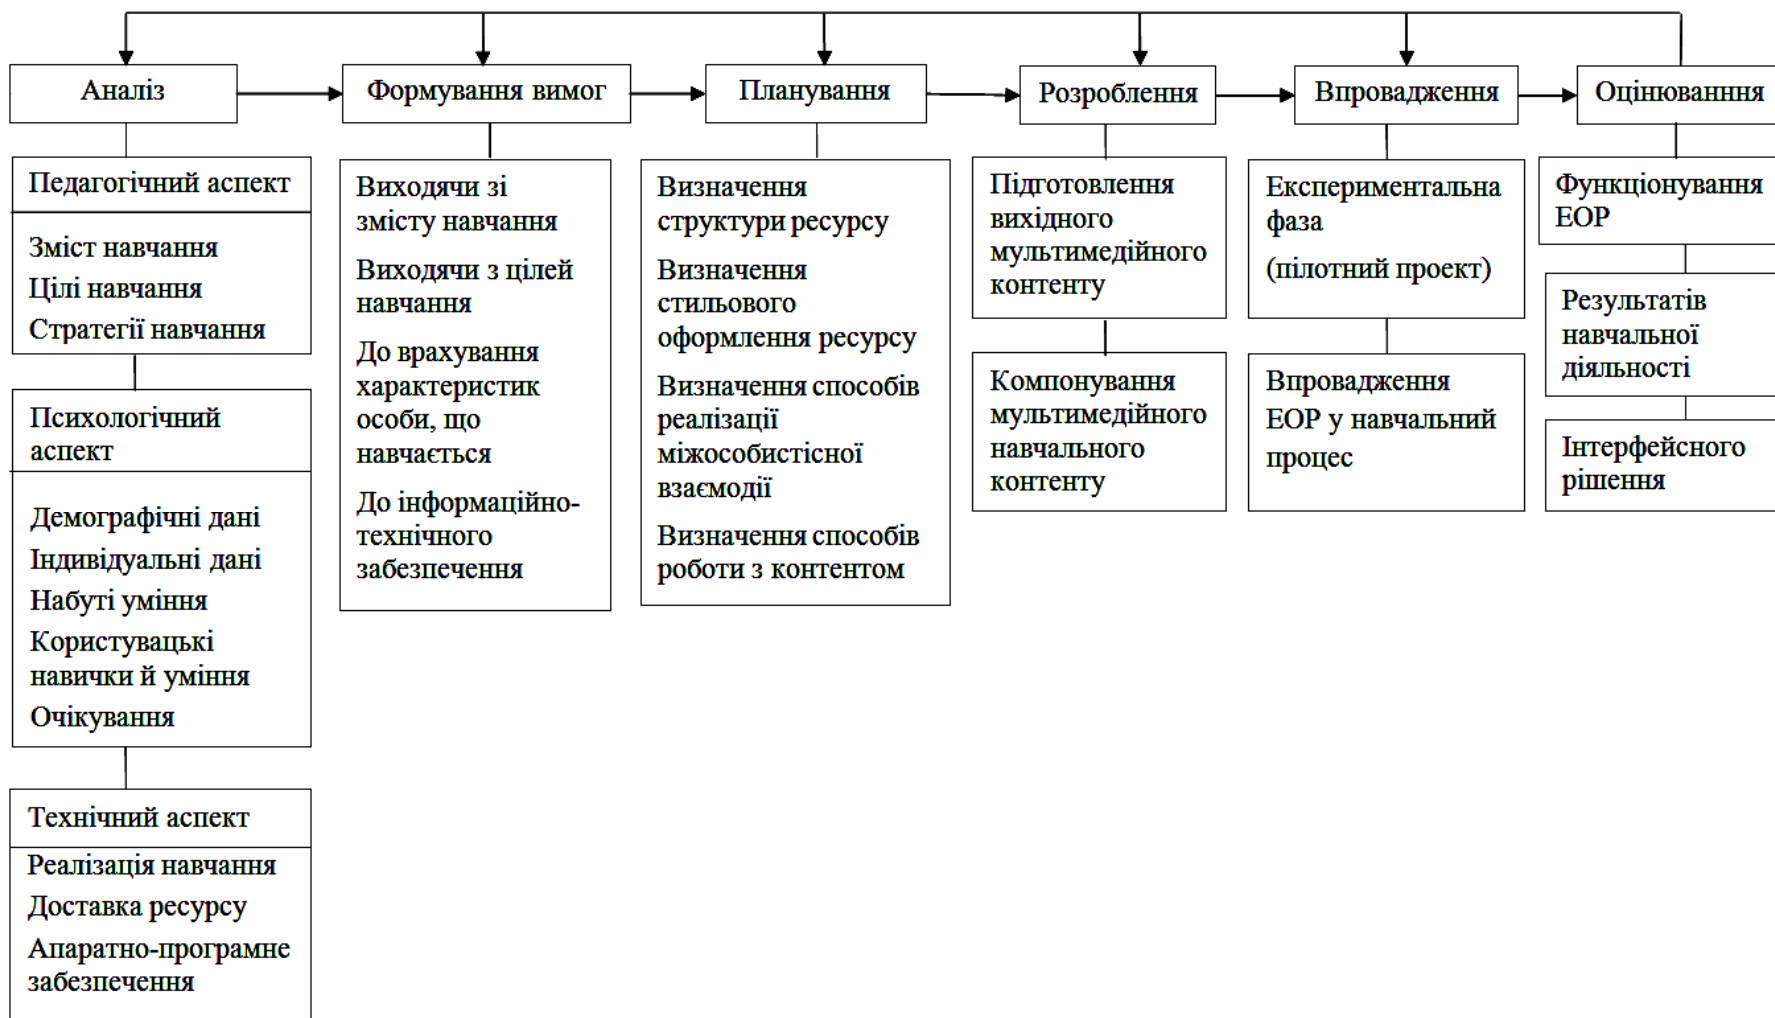 Аналіз
Формування вимог
Планування
Розроблення
Впровадження
Оцінюванння
Педагогічний аспект
Зміст навчання
Цілі навчання
Стратегії навчання
Психологічний
аспект
Демографічні дані
Індивідуальні дані
Набуті уміння
Користувацькі
навички й уміння
Очікування
Технічний аспект
Реалізація навчання
Доставка ресурсу
Апаратно-програмне
забезпечення
Виходячи зі
змісту навчання
Виходячи з цілей
навчання
До врахування
характеристик
особи, що
навчається
До інформаційно-
технічного
забезпечення
Визначення
структури ресурсу
Визначення
стильового
оформлення ресурсу
Визначення способів
реалізації
міжособистісної
взаємодії
Визначення способів
роботи з контентом
Підготовлення
вихідного
мультимедійного
контенту
Компонування
мультимедійного
навчального
контенту
Експериментальна
фаза
(пілотний проект)
Впровадження
ЕОР у навчальний
процес
Функціонування
ЕОР
Результатів
навчальної
діяльності
Інтерфейсного
рішення